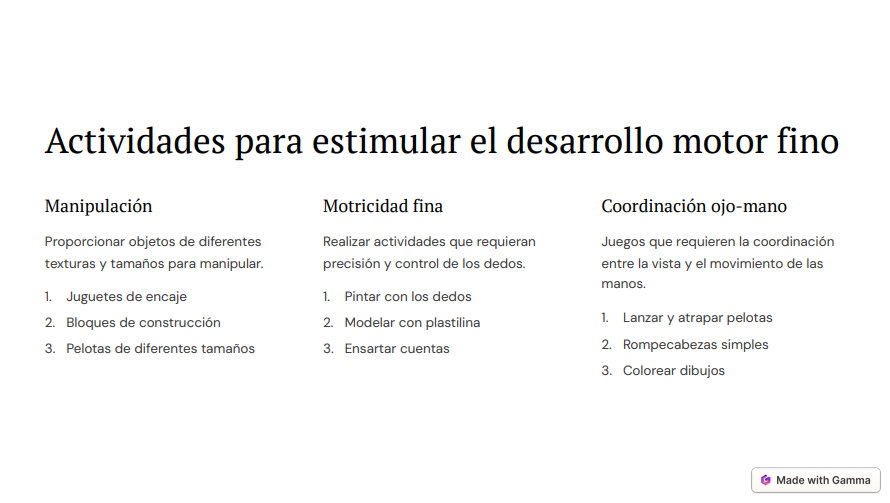 Actividades para estimular el desarrollo motor fino
Manipulación
Proporcionar objetos de diferentes
texturas y tamaños para manipular.
1. Juguetes de encaje
2. Bloques de construcción
3. Pelotas de diferentes tamaños
Motricidad fina
Realizar actividades que requieran
precisión y control de los dedos.
1. Pintar con los dedos
2. Modelar con plastilina
3. Ensartar cuentas
Coordinación ojo-mano
Juegos que requieren la coordinación
entre la vista y el movimiento de las
manos.
1. Lanzar y atrapar pelotas
2. Rompecabezas simples
3. Colorear dibujos
Made with Gamma